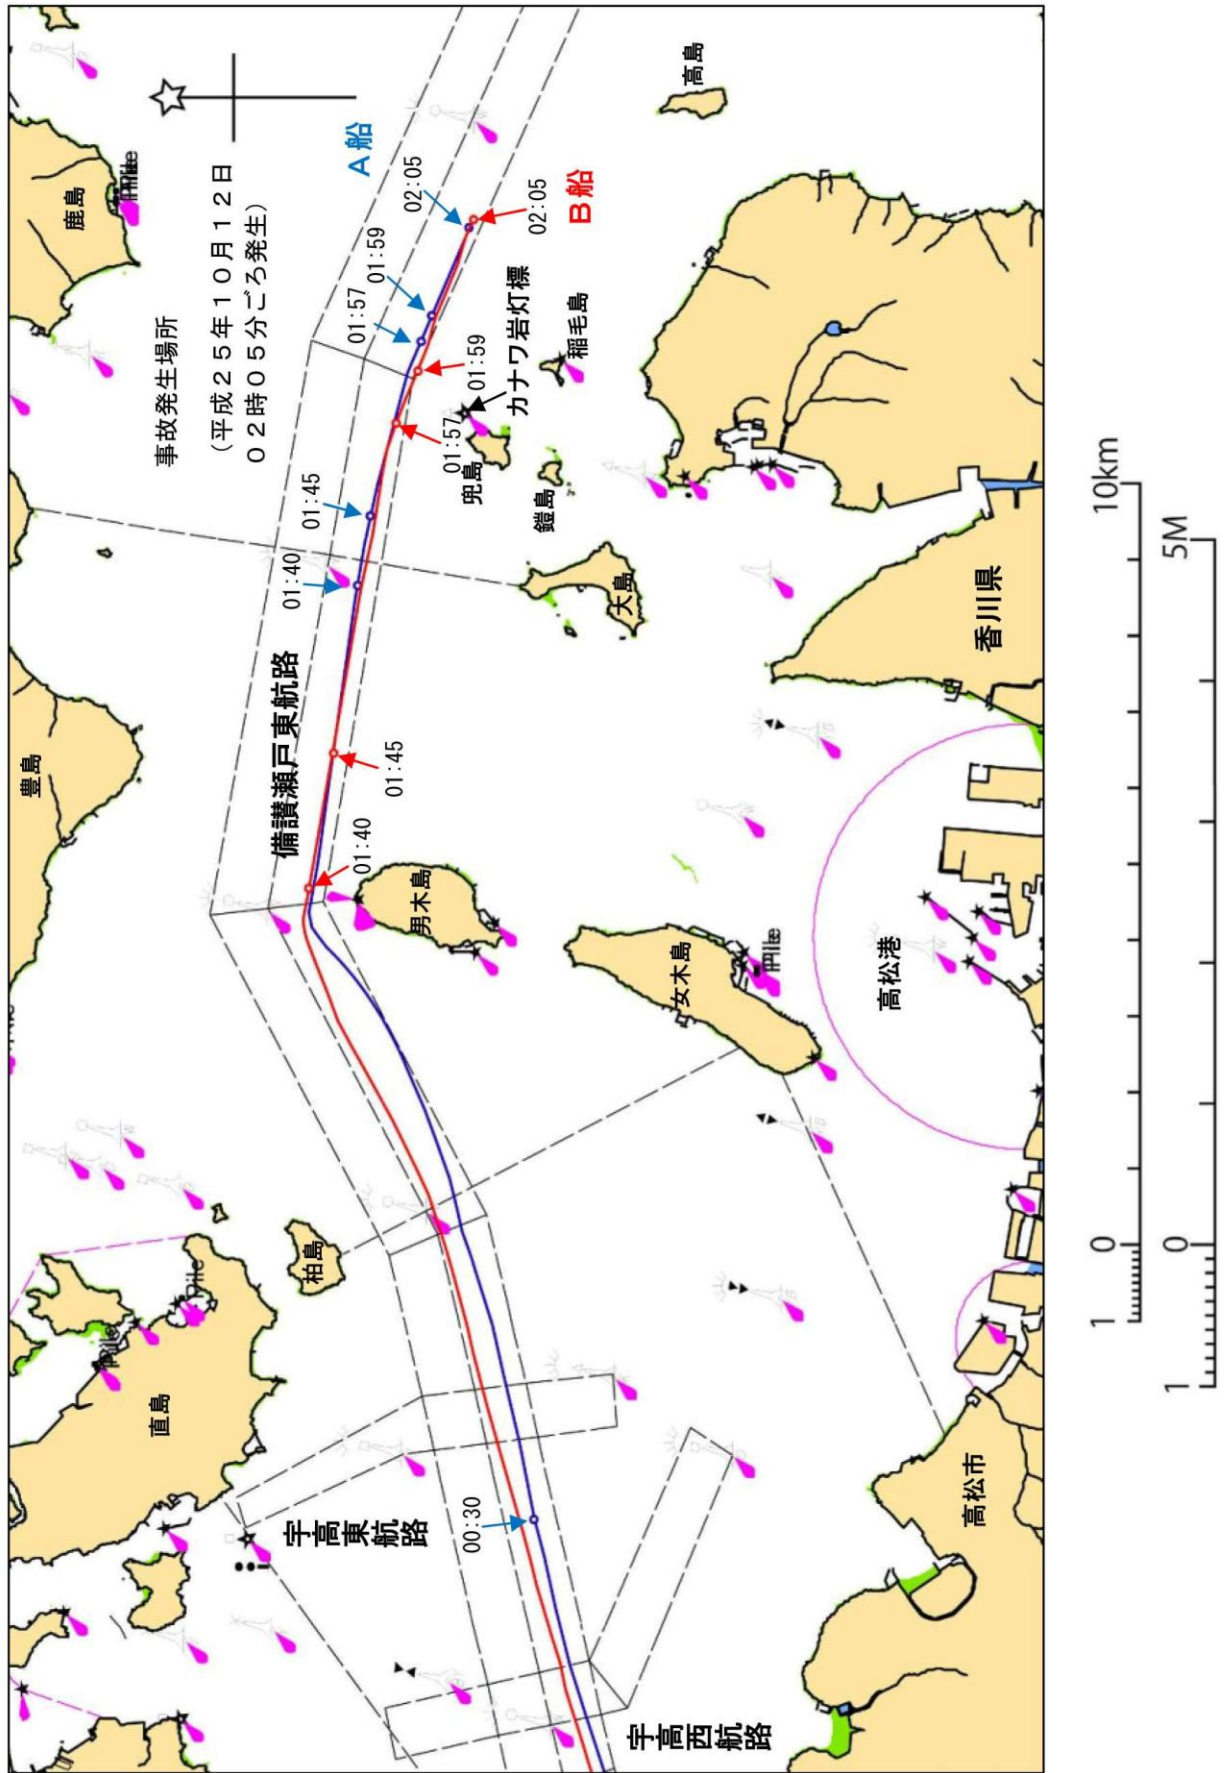 事故発生場所
(平成25年10月12日
02時05分ごろ発生)
豊島
鹿島
Pile
直島
Pile
Pile
柏島
宇高東航路
備讃瀬戸東航路
01:40
01:45
01:57
01:59
02:05
A船
00:30
01:40
01:45
01:57
01:59
02:05
B船
男木島
兜島
カナワ岩灯標
鎧島
稲毛島
大島
高島
女木島
Pile
宇高西航路
高松港
高松市
香川県
1
0
10km
1
0
5M